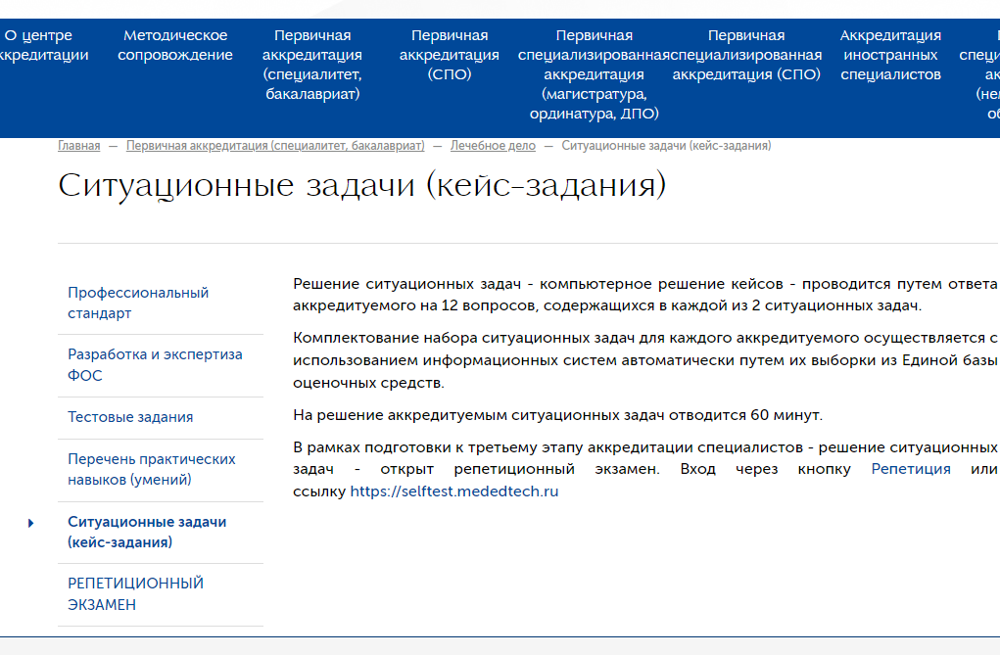 О центре
аккредитации
Методическое
сопровождение
Первичная
аккредитация
(специалитет,
бакалавриат)
Первичная
аккредитация
(СПО)
Первичная
специализированная
аккредитация
(магистратура,
ординатура, ДПО)
Первичная
специализированная
аккредитация (СПО)
Аккредитация
иностранных
специалистов
Главная — Первичная аккредитация (специалитет, бакалавриат) — Лечебное дело — Ситуационные задачи (кейс-задания)
Ситуационные задачи (кейс-задания)
Профессиональный
стандарт
Разработка и экспертиза
ФОС
Тестовые задания
Перечень практических
навыков (умений)
Ситуационные задачи
(кейс-задания)
РЕПЕТИЦИОННЫЙ
ЭКЗАМЕН
Решение ситуационных задач - компьютерное решение кейсов - проводится путем ответа
аккредитуемого на 12 вопросов, содержащихся в каждой из 2 ситуационных задач.
Комплектование набора ситуационных задач для каждого аккредитуемого осуществляется с
использованием информационных систем автоматически путем их выборки из Единой базы
оценочных средств.
На решение аккредитуемым ситуационных задач отводится 60 минут.
В рамках подготовки к третьему этапу аккредитации специалистов - решение ситуационных
задач - открыт репетиционный экзамен. Вход через кнопку Репетиция или
ссылку https://selftest.mededtech.ru